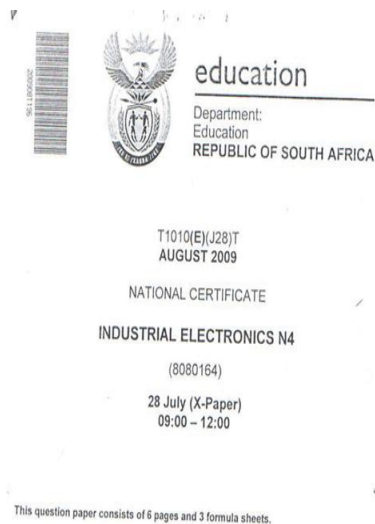 education
Department:
Education
REPUBLIC OF SOUTH AFRICA
T1010(E)(J28)T
AUGUST 2009
NATIONAL CERTIFICATE
INDUSTRIAL ELECTRONICS N4
(8080164)
28 July (X-Paper)
09:00 – 12:00
This question paper consists of 6 pages and 3 formula sheets.